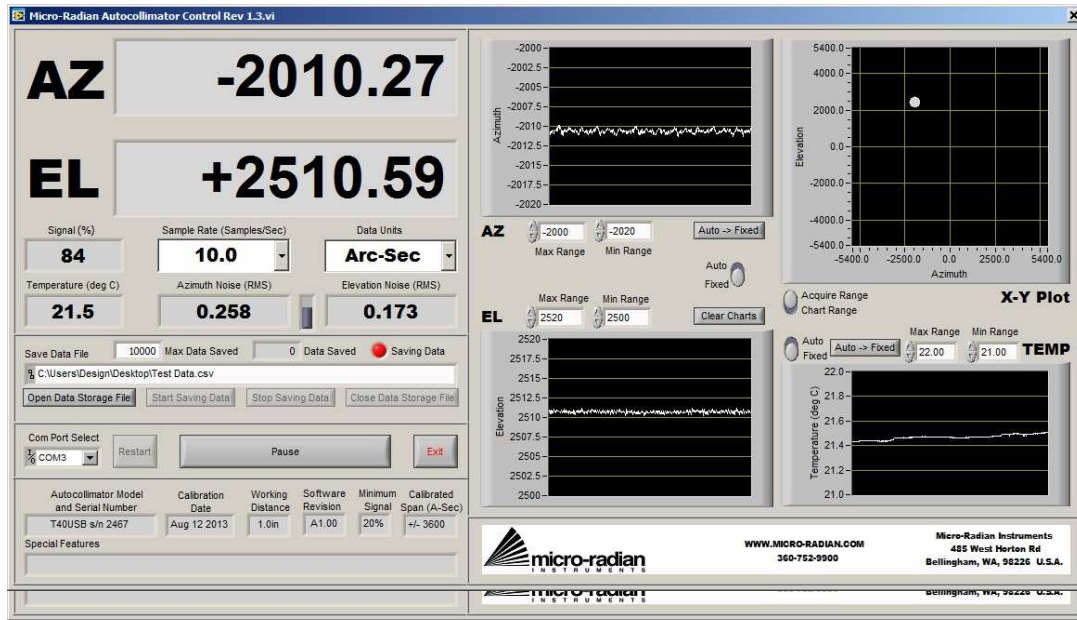 Micro-Radian Autocollimator Control Rev 1.3.vi
AZ
-2010.27
EL
+2510.59
Signal (%)
Sample Rate (Samples/Sec)
Data Units
84
10.0
Arc-Sec
Temperature (deg C)
Azimuth Noise (RMS)
Elevation Noise (RMS)
21.5
0.258
0.173
Save Data File
10000
Max Data Saved
0
Data Saved
Saving Data
C:\Users\Design\Desktop\Test Data.csv
Open Data Storage File
Start Saving Data
Stop Saving Data
Close Data Storage File
Com Port Select
COM3
Restart
Pause
Exit
Autocollimator Model
and Serial Number
Calibration
Date
Working
Distance
Software
Revision
Minimum
Signal
Calibrated
Span (A-Sec)
T40USB s/n 2467
Aug 12 2013
1.0in
A1.00
20%
+/- 3600
Special Features
-2000
-2002.5
-2005
-2007.5
-2010
-2012.5
-2015
-2017.5
-2020
Azimuth
AZ
-2000
-2020
Max Range
Min Range
Auto -> Fixed
Auto
Fixed
Max Range
Min Range
EL
2520
2500
Clear Charts
2520
2517.5
2515
2512.5
2510
2507.5
2505
2502.5
2500
Elevation
5400.0
4000.0
2000.0
0.0
-2000.0
-4000.0
-5400.0
Elevation
-5400.0
-2500.0
0.0
2500.0
5400.0
Azimuth
Acquire Range
Chart Range
X-Y Plot
Auto
Fixed
Auto -> Fixed
Max Range
Min Range
22.00
21.00
TEMP
22.0
21.8
21.6
21.4
21.2
21.0
Temperature (deg C)
micro-radian
INSTRUMENTS
WWW.MICRO-RADIAN.COM
360-752-9900
Micro-Radian Instruments
485 West Horton Rd
Bellingham, WA, 98226 U.S.A.
micro-radian
INSTRUMENTS
Bellingham, WA, 98226 U.S.A.